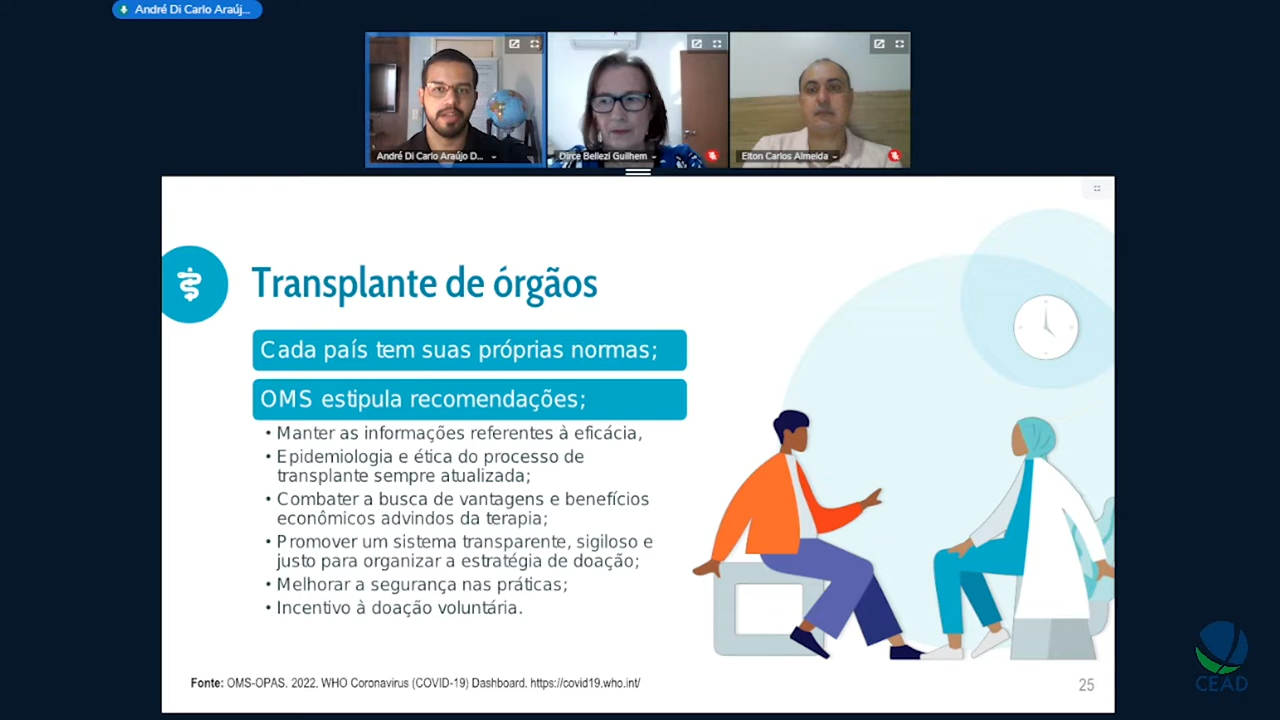 André Di Carlo Araúj...
André Di Carlo Araújo D...
Dirce Bellezi Guilhem
Elton Carlos Almeida
Transplante de órgãos
Cada país tem suas próprias normas;
OMS estipula recomendações;
• Manter as informações referentes à eficácia,
• Epidemiologia e ética do processo de
transplante sempre atualizada;
• Combater a busca de vantagens e benefícios
econômicos advindos da terapia;
• Promover um sistema transparente, sigiloso e
justo para organizar a estratégia de doação;
• Melhorar a segurança nas práticas;
• Incentivo à doação voluntária.
Fonte: OMS-OPAS. 2022. WHO Coronavirus (COVID-19) Dashboard. https://covid19.who.int/
25
CEAD